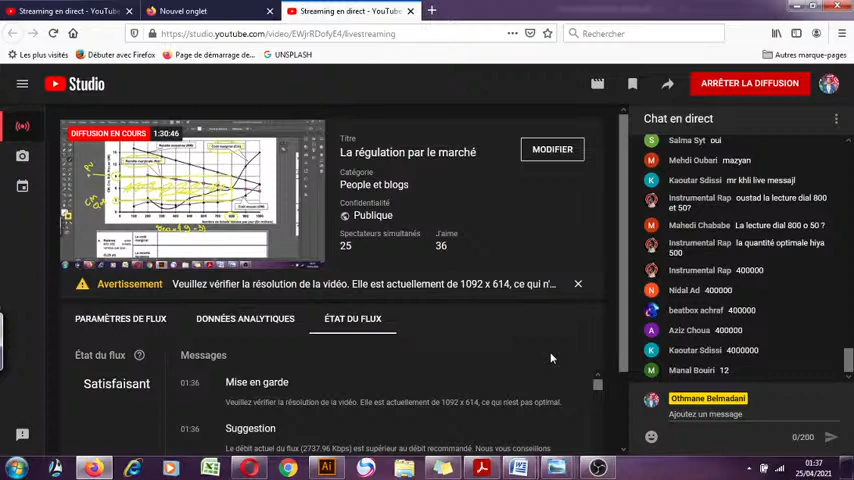 Streaming en direct - YouTube
Nouvel onglet
Streaming en direct - YouTube
https://studio.youtube.com/video/EWjrRDofyE4/livestreaming
Rechercher
Les plus visités
Débuter avec Firefox
Page de démarrage de...
UNSPLASH
Autres marque-pages
Studio
ARRÊTER LA DIFFUSION
DIFFUSION EN COURS 1:30:46
Titre
La régulation par le marché
MODIFIER
Catégorie
People et blogs
Confidentialité
Publique
Spectateurs simultanés
J'aime
25
36
Avertissement
Veuillez vérifier la résolution de la vidéo. Elle est actuellement de 1092 x 614, ce qui n'...
PARAMÈTRES DE FLUX
DONNÉES ANALYTIQUES
ÉTAT DU FLUX
État du flux
Satisfaisant
Messages
01:36
Mise en garde
Veuillez vérifier la résolution de la vidéo. Elle est actuellement de 1092 x 614, ce qui n'est pas optimal.
01:36
Suggestion
Le débit actuel du flux (2737.96 Kbps) est supérieur au débit recommandé. Nous vous conseillons
Chat en direct
S
Salma Syt oui
Mehdi Oubari mazyan
K
Kaoutar Sdissi mr khli live messajl
Instrumental Rap oustad la lecture dial 800 et 50?
M
Mahedi Chababe La lecture dial 800 o 50 ?
Instrumental Rap la quantité optimale hiya 500
Instrumental Rap 400000
N
Nidal Ad 400000
beatbox achraf 400000
A
Aziz Choua 400000
K
Kaoutar Sdissi 4000000
M
Manal Bouiri 12
Othmane Belmadani
Ajoutez un message
0/200
01:37
25/04/2021